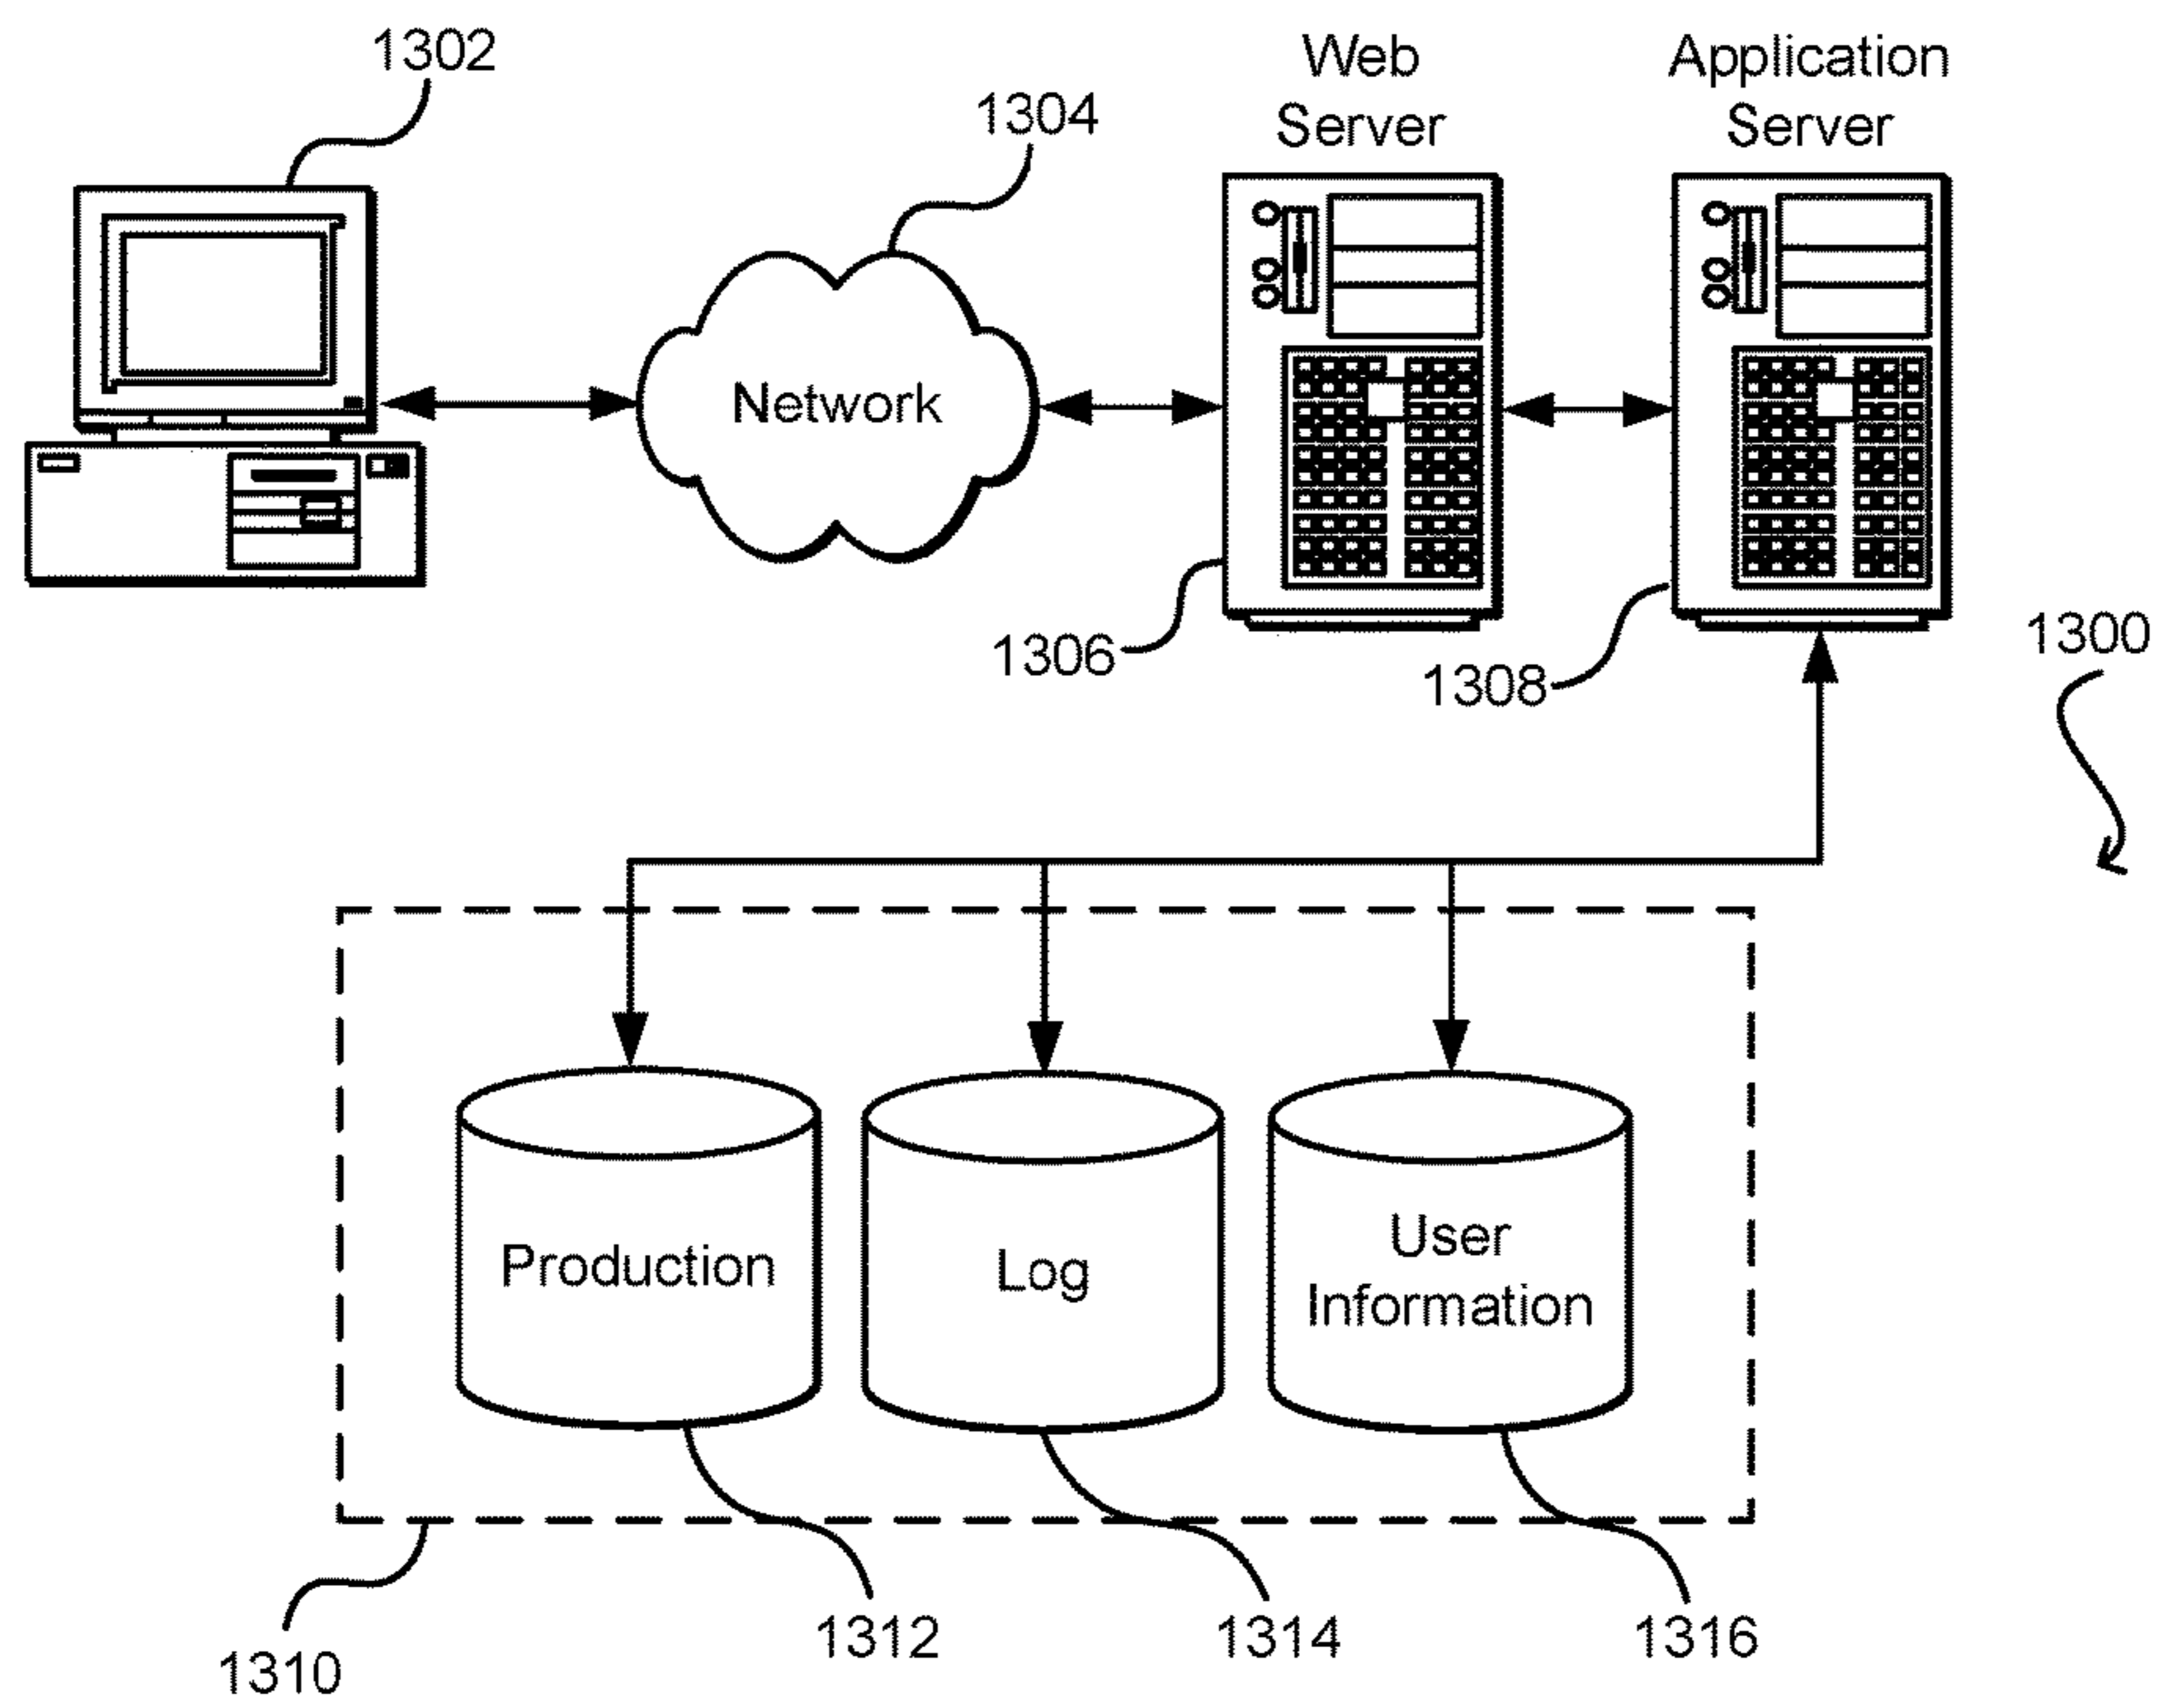 1302
1304
Web
Server
Application
Server
Network
1306
1308
1300
Production
Log
User
Information
1310
1312
1314
1316